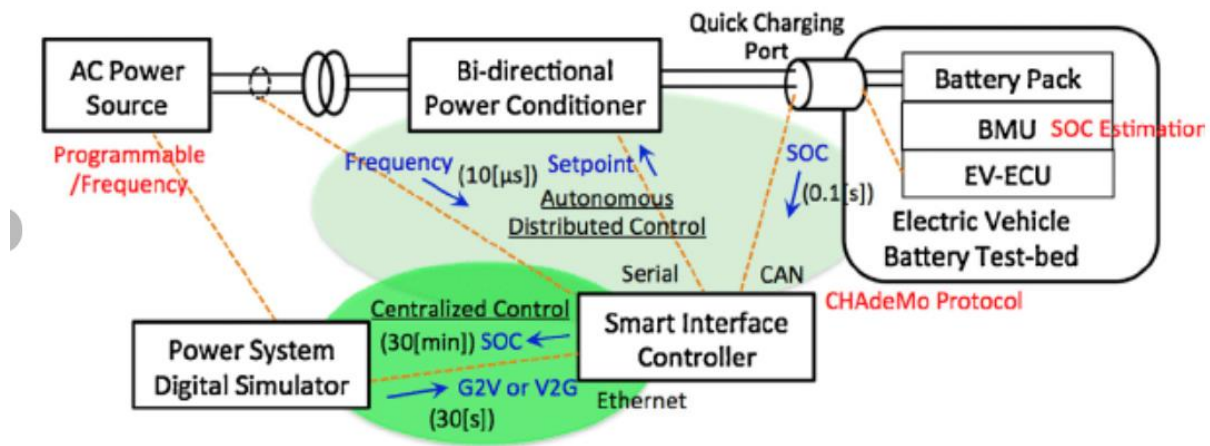 Quick Charging
Port
AC Power
Source
Bi-directional
Power Conditioner
Battery Pack
BMU
SOC Estimation
EV-ECU
Programmable
/Frequency
Frequency
(10[μs])
Setpoint
SOC
(0.1[s])
Autonomous
Distributed Control
Electric Vehicle
Battery Test-bed
Serial
CAN
CHAdeMo Protocol
Centralized Control
(30[min]) SOC
Smart Interface
Controller
Power System
Digital Simulator
G2V or V2G
(30[s])
Ethernet